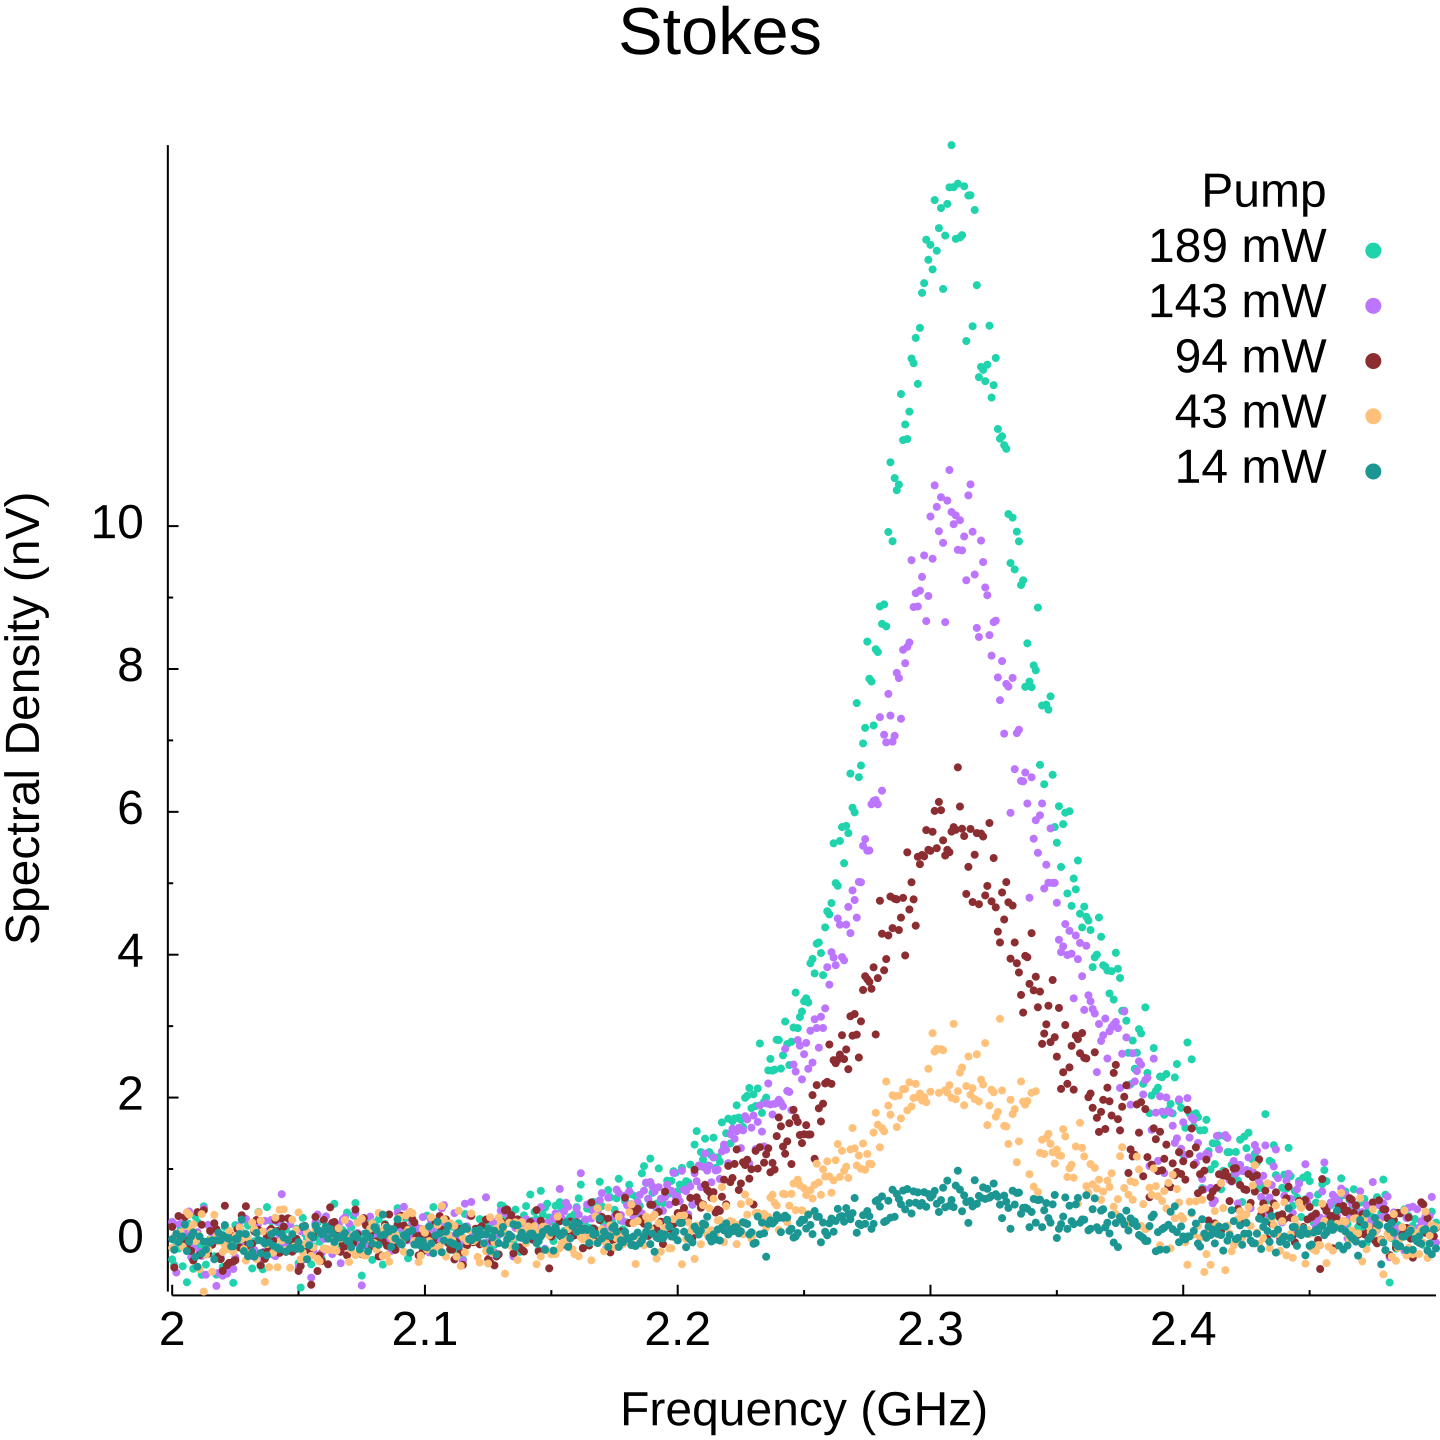 Stokes
Pump
189 mW
143 mW
94 mW
43 mW
14 mW
Spectral Density (nV)
10
8
6
4
2
0
2 2.1 2.2 2.3 2.4
Frequency (GHz)